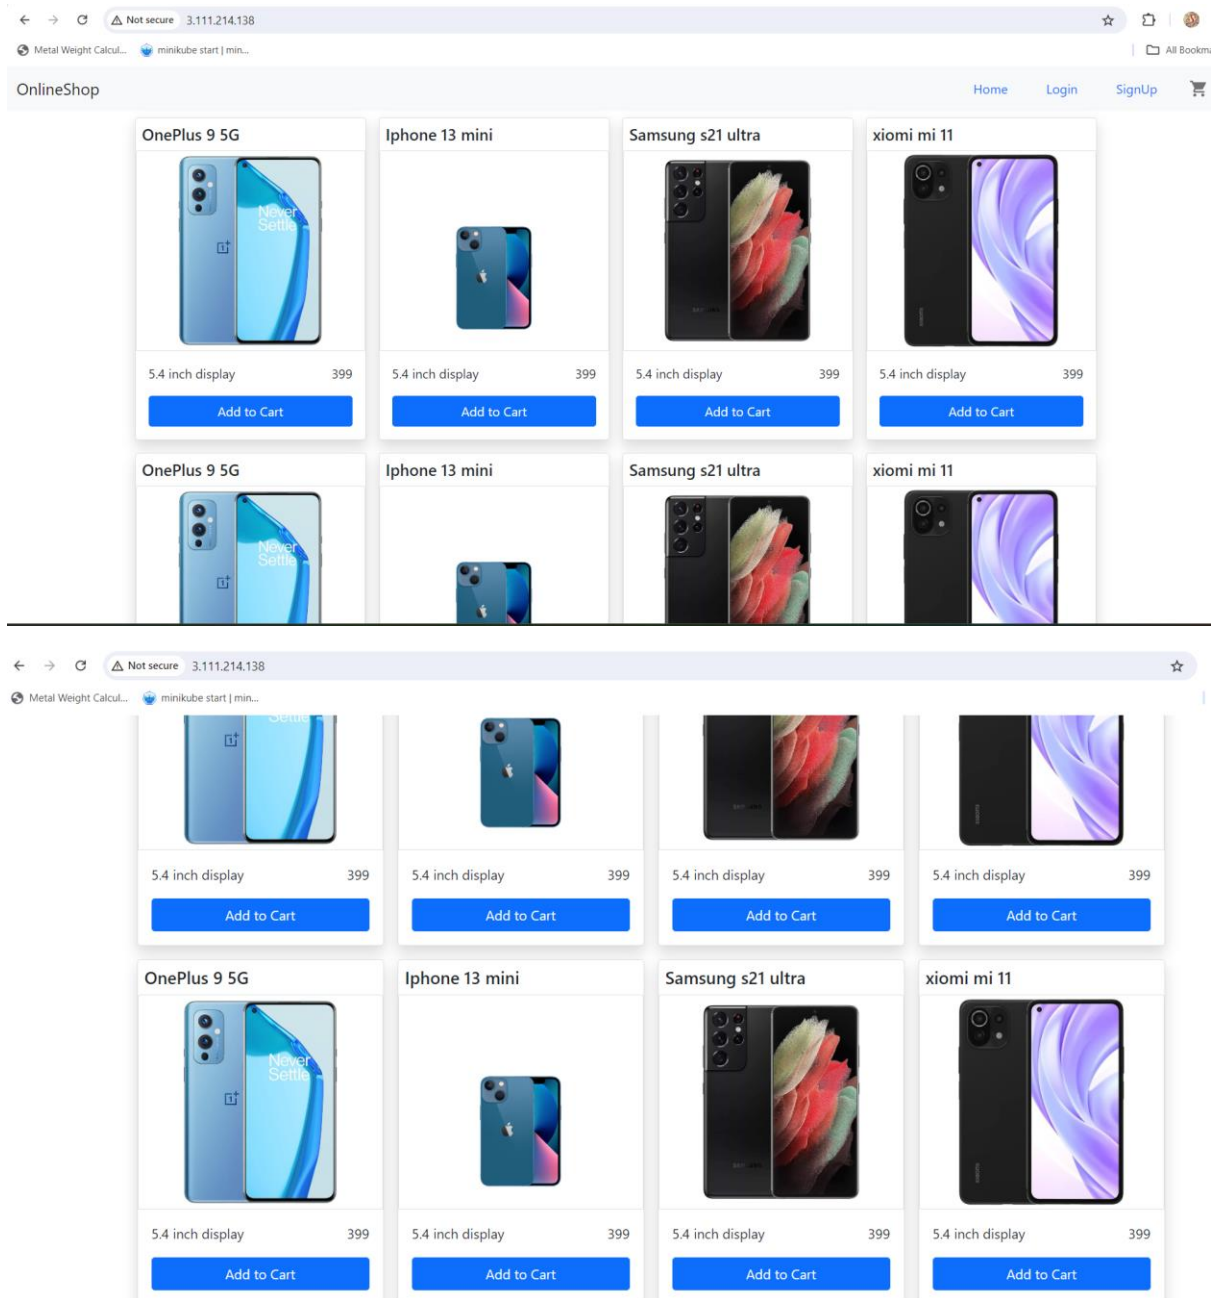 Not secure 3.111.214.138
Metal Weight Calcul... minikube start | min... All Bookma
OnlineShop Home Login SignUp
OnePlus 9 5G Iphone 13 mini Samsung s21 ultra xiomi mi 11
Never
Settle
5.4 inch display 399 5.4 inch display 399 5.4 inch display 399 5.4 inch display 399
Add to Cart Add to Cart Add to Cart Add to Cart
OnePlus 9 5G Iphone 13 mini Samsung s21 ultra xiomi mi 11
Never
Settle
Not secure 3.111.214.138
Metal Weight Calcul... minikube start | min...
Settle
5.4 inch display 399 5.4 inch display 399 5.4 inch display 399 5.4 inch display 399
Add to Cart Add to Cart Add to Cart Add to Cart
OnePlus 9 5G Iphone 13 mini Samsung s21 ultra xiomi mi 11
Never
Settle
5.4 inch display 399 5.4 inch display 399 5.4 inch display 399 5.4 inch display 399
Add to Cart Add to Cart Add to Cart Add to Cart